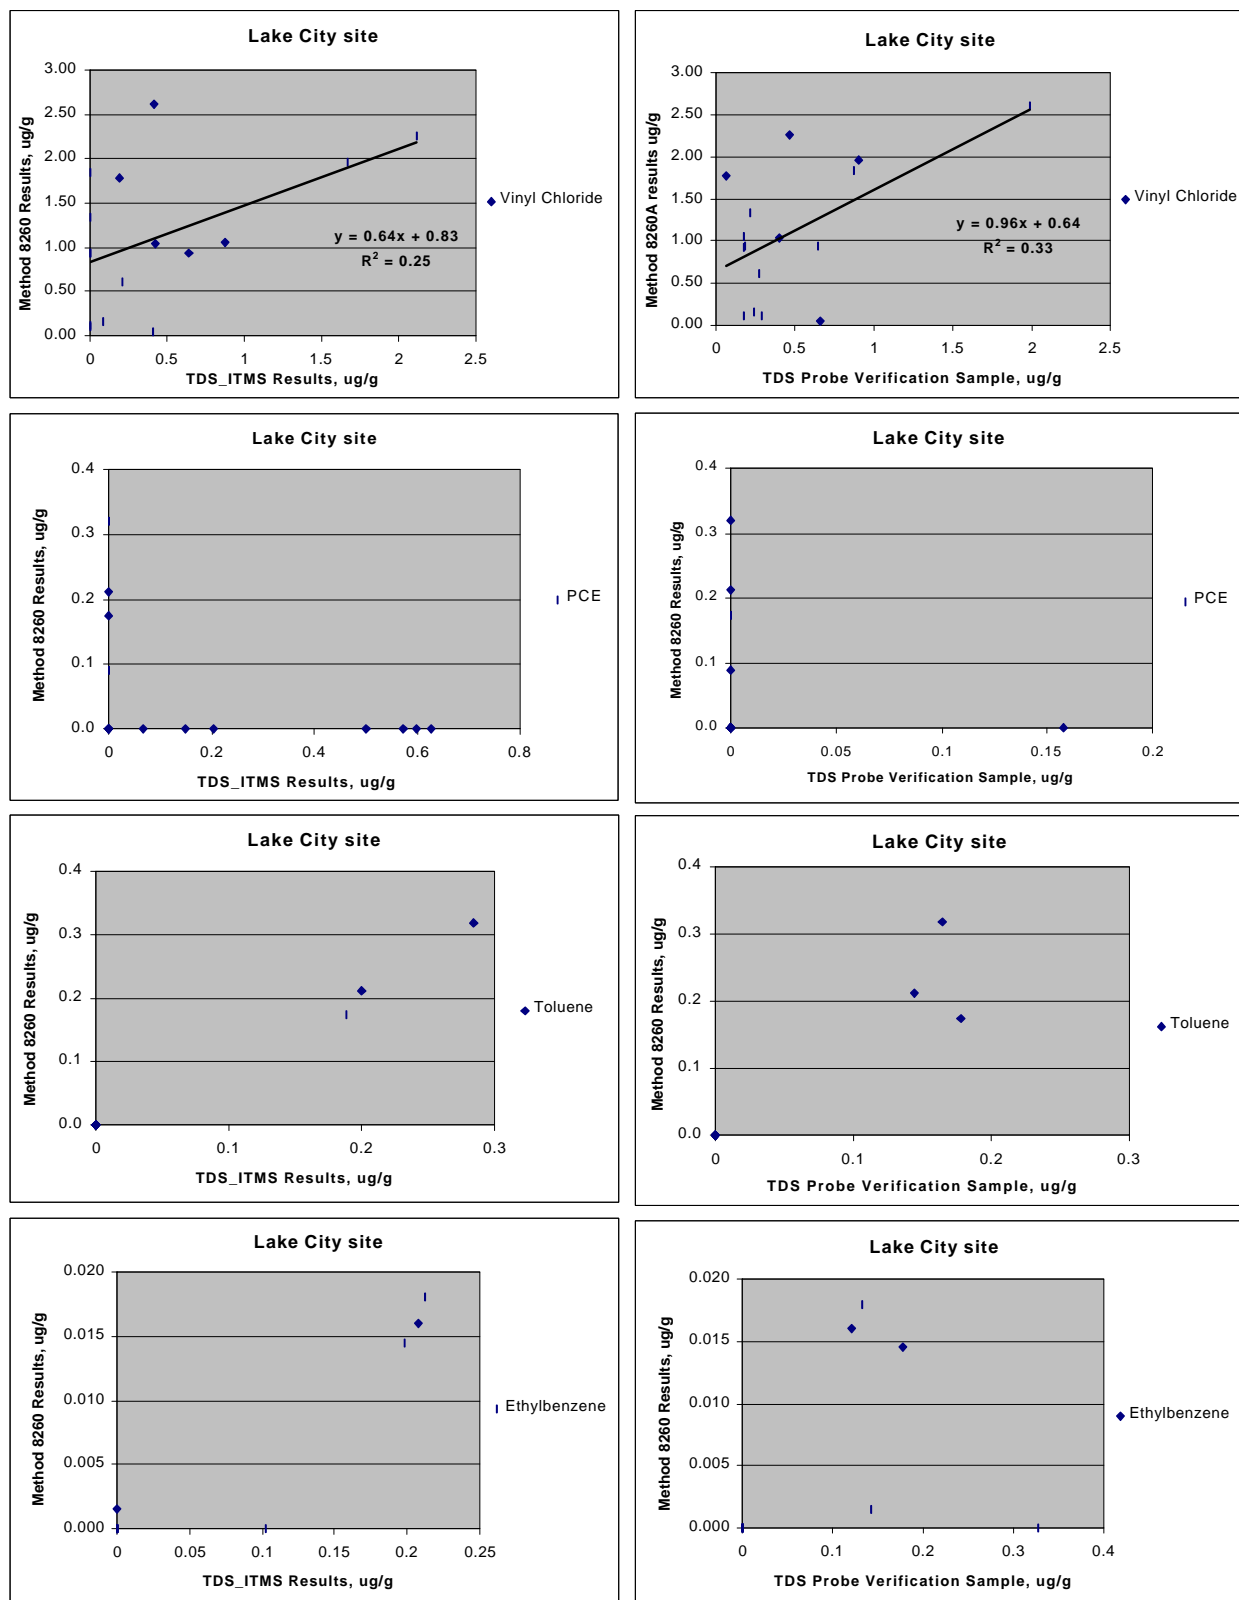 Lake City site
Method 8260 Results, ug/g
3.00
2.50
2.00
1.50
1.00
0.50
0.00
0
0.5
1
1.5
2
2.5
TDS_ITMS Results, ug/g
y = 0.64x + 0.83
R2 = 0.25
Vinyl Chloride
Lake City site
Method 8260A results ug/g
3.00
2.50
2.00
1.50
1.00
0.50
0.00
0
0.5
1
1.5
2
2.5
TDS Probe Verification Sample, ug/g
y = 0.96x + 0.64
R2 = 0.33
Vinyl Chloride
Lake City site
Method 8260 Results, ug/g
0.4
0.3
0.2
0.1
0.0
0
0.2
0.4
0.6
0.8
TDS_ITMS Results, ug/g
PCE
Lake City site
Method 8260 Results, ug/g
0.4
0.3
0.2
0.1
0.0
0
0.05
0.1
0.15
0.2
TDS Probe Verification Sample, ug/g
PCE
Lake City site
Method 8260 Results, ug/g
0.4
0.3
0.2
0.1
0.0
0
0.1
0.2
0.3
TDS_ITMS Results, ug/g
Toluene
Lake City site
Method 8260 Results, ug/g
0.4
0.3
0.2
0.1
0.0
0
0.1
0.2
0.3
TDS Probe Verification Sample, ug/g
Toluene
Lake City site
Method 8260 Results, ug/g
0.020
0.015
0.010
0.005
0.000
0
0.05
0.1
0.15
0.2
0.25
TDS_ITMS Results, ug/g
Ethylbenzene
Lake City site
Method 8260 Results, ug/g
0.020
0.015
0.010
0.005
0.000
0
0.1
0.2
0.3
0.4
TDS Probe Verification Sample, ug/g
Ethylbenzene